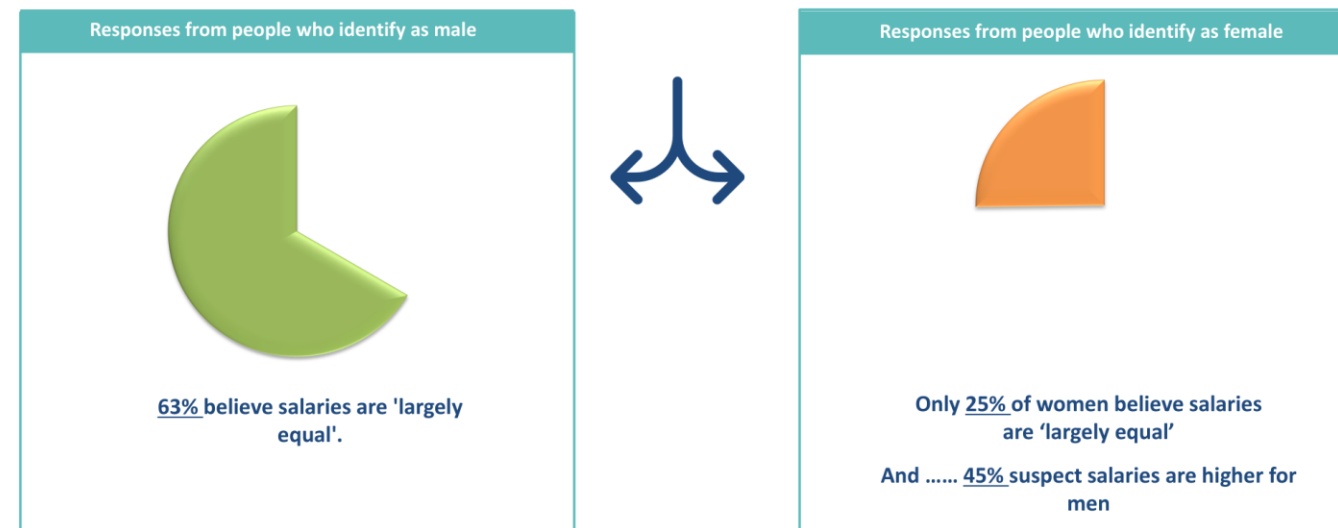 Responses from people who identify as male
63% believe salaries are 'largely
equal'.
Responses from people who identify as female
Only 25% of women believe salaries
are ‘largely equal’
And ...... 45% suspect salaries are higher for
men